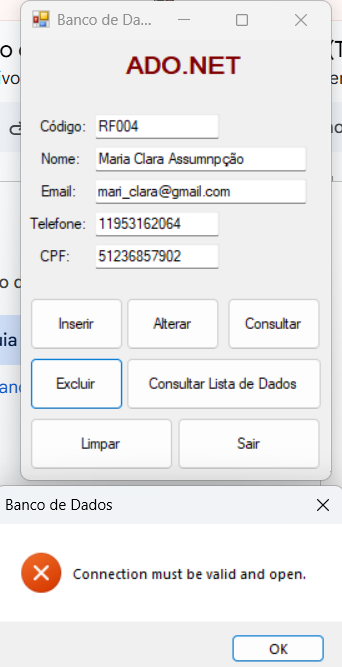 Banco de Da...
ADO.NET
Código: RF004
Nome: Maria Clara Assumnpção
Email: mari_clara@gmail.com
Telefone: 11953162064
CPF: 51236857902
Inserir Alterar Consultar
Excluir Consultar Lista de Dados
Limpar Sair
Banco de Dados
Connection must be valid and open.
OK